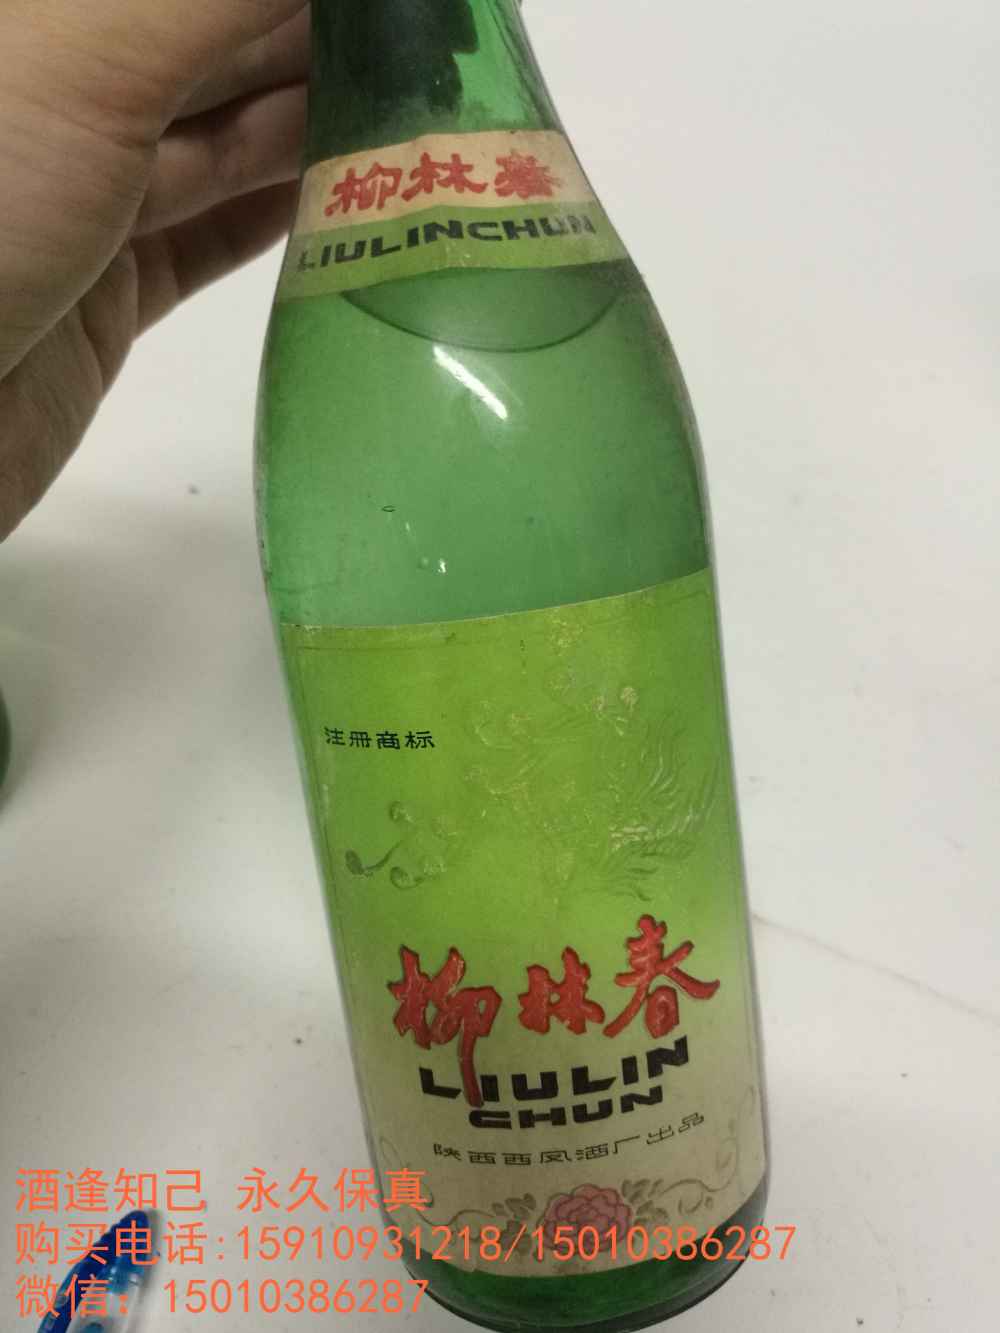 柳林春
LIULINCHUN
注册商标
柳林春
LIULIN
CHUN
陕西西凤酒厂出品
酒逢知己 永久保真
购买电话:15910931218/15010386287
微信：15010386287